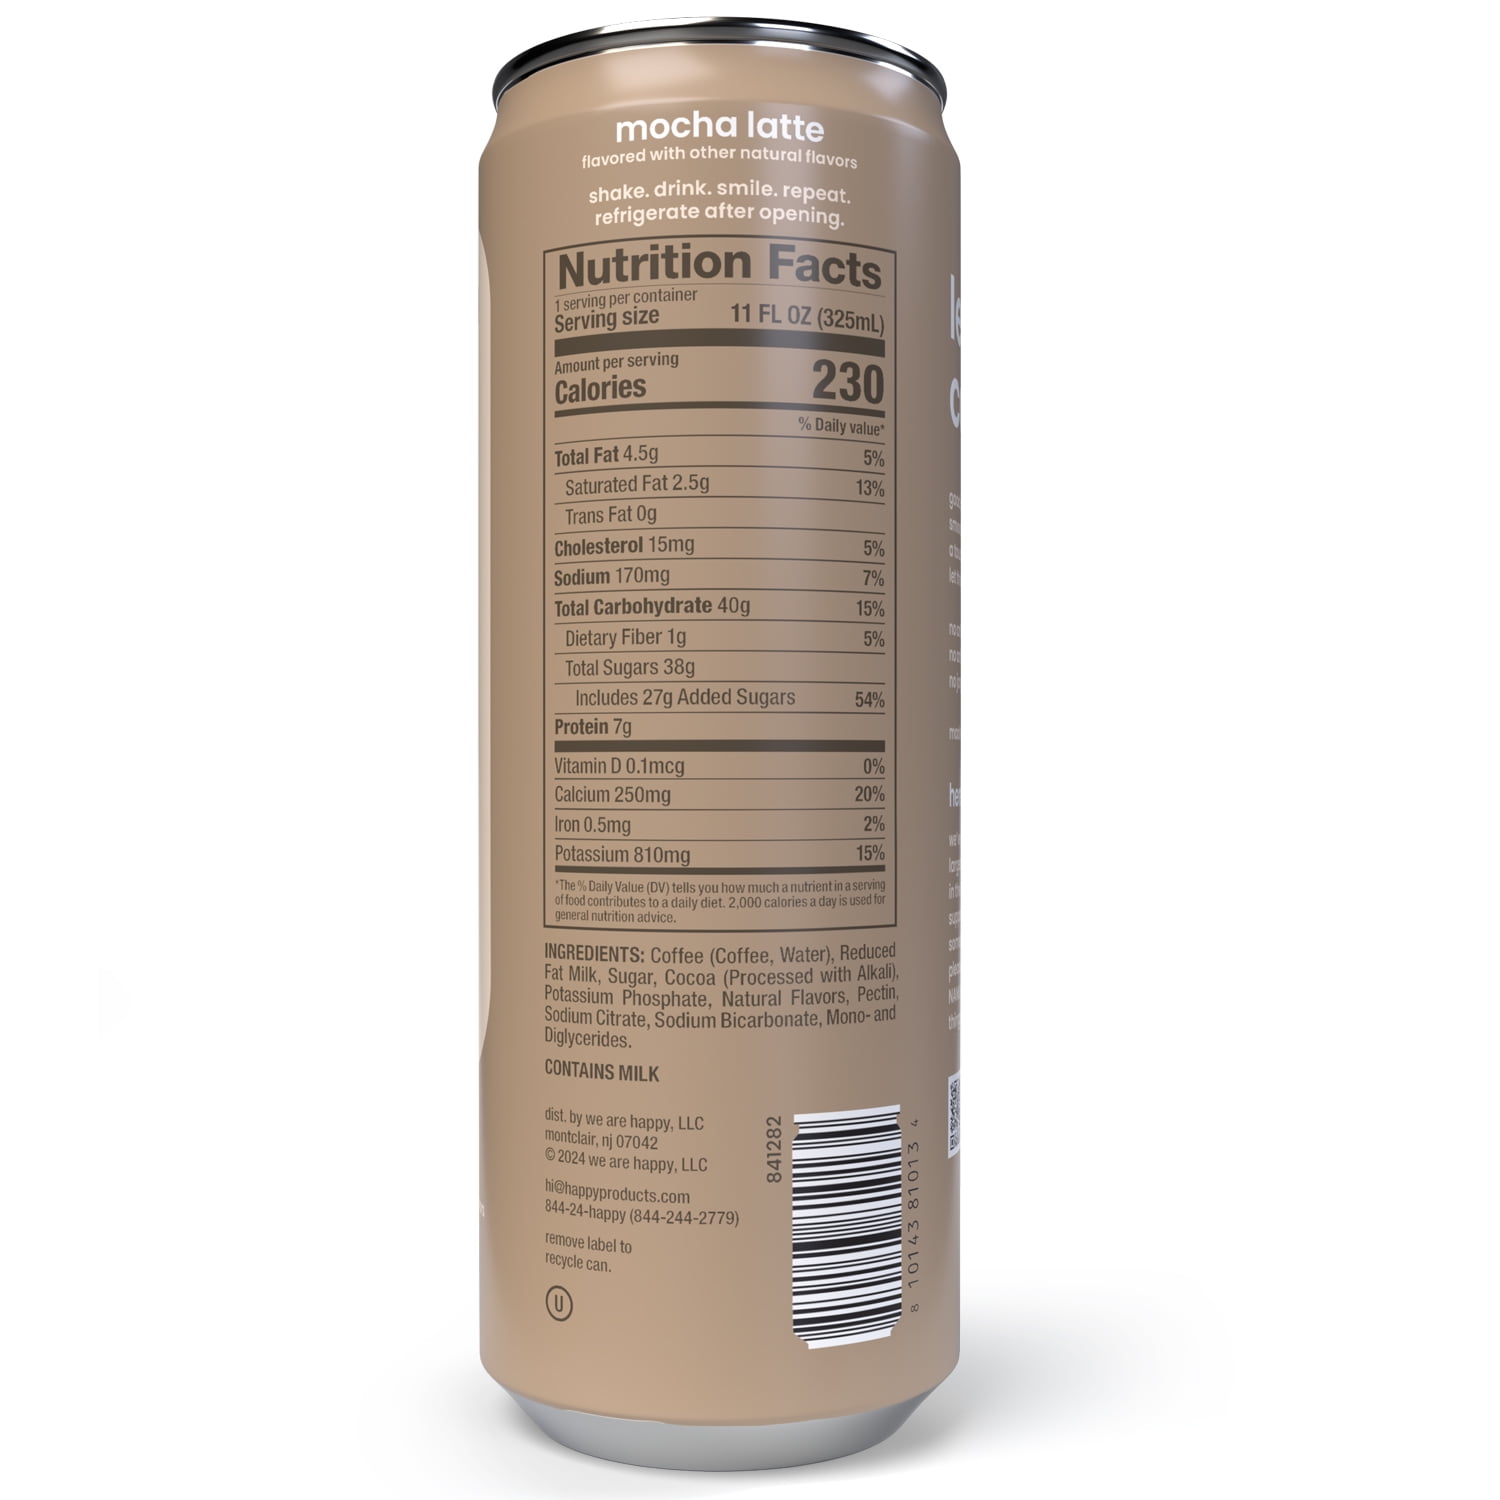 mocha latte
flavored with other natural flavors
shake. drink. smile. repeat.
refrigerate after opening.
Nutrition Facts
1 serving per container
Serving size 11 FL OZ (325mL)
Amount per serving
Calories 230
% Daily value*
Total Fat 4.5g 5%
Saturated Fat 2.5g 13%
Trans Fat 0g
Cholesterol 15mg 5%
Sodium 170mg 7%
Total Carbohydrate 40g 15%
Dietary Fiber 1g 5%
Total Sugars 38g
Includes 27g Added Sugars 54%
Protein 7g
Vitamin D 0.1mcg 0%
Calcium 250mg 20%
Iron 0.5mg 2%
Potassium 810mg 15%
*The % Daily Value (DV) tells you how much a nutrient in a serving
of food contributes to a daily diet. 2,000 calories a day is used for
general nutrition advice.
INGREDIENTS: Coffee (Coffee, Water), Reduced
Fat Milk, Sugar, Cocoa (Processed with Alkali),
Potassium Phosphate, Natural Flavors, Pectin,
Sodium Citrate, Sodium Bicarbonate, Mono- and
Diglycerides.
CONTAINS MILK
dist. by we are happy, LLC
montclair, nj 07042
© 2024 we are happy, LLC
hi@happyproducts.com
844-24-happy (844-244-2779)
remove label to
recycle can.
U
841282
8 10143 81013 4